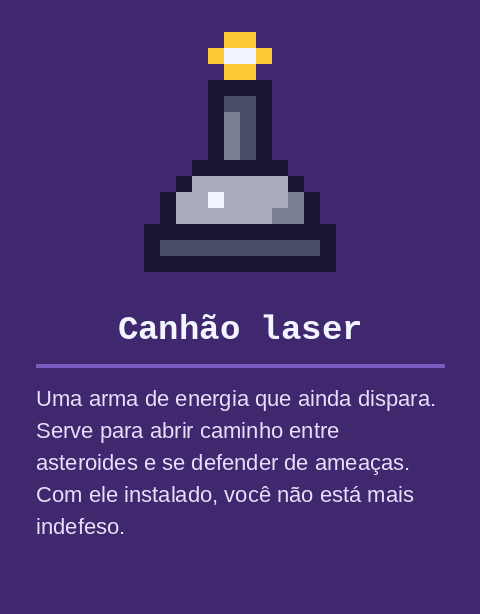 Canhão laser
Uma arma de energia que ainda dispara.
Serve para abrir caminho entre
asteroides e se defender de ameaças.
Com ele instalado, você não está mais
indefeso.